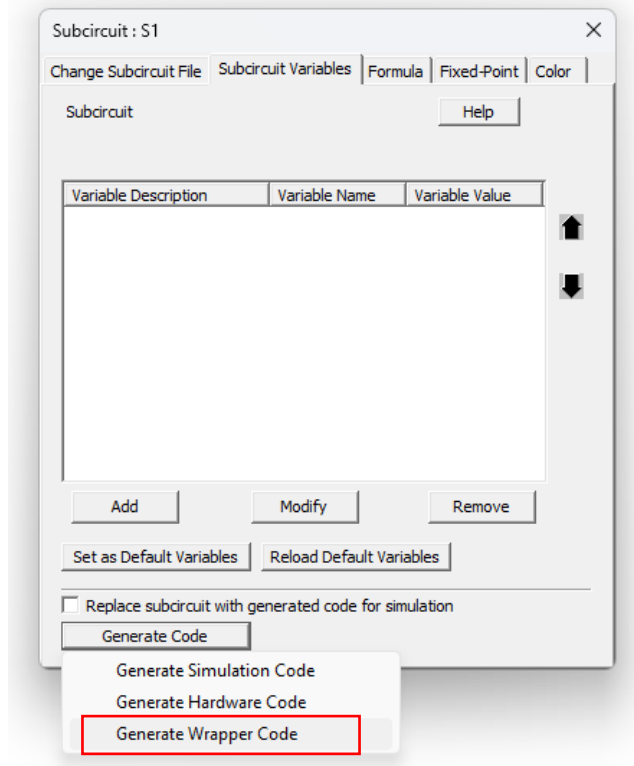 Subcircuit : S1
Change Subcircuit File Subcircuit Variables Formula Fixed-Point Color
Subcircuit Help
Variable Description Variable Name Variable Value
Add Modify Remove
Set as Default Variables Reload Default Variables
Replace subcircuit with generated code for simulation
Generate Code
Generate Simulation Code
Generate Hardware Code
Generate Wrapper Code